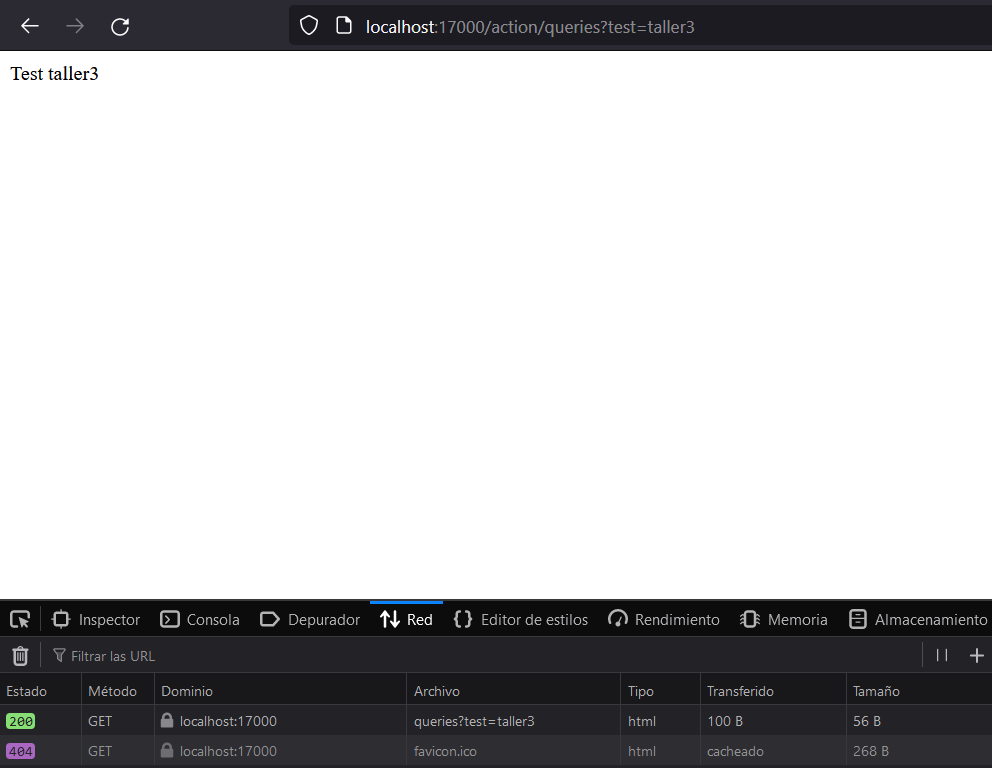 localhost:17000/action/queries?test=taller3
Test taller3
Inspector Consola Depurador Red Editor de estilos Rendimiento Memoria Almacenamiento
Filtrar las URL
Estado Método Dominio Archivo Tipo Transferido Tamaño
200 GET localhost:17000 queries?test=taller3 html 100 B 56 B
404 GET localhost:17000 favicon.ico html cacheado 268 B